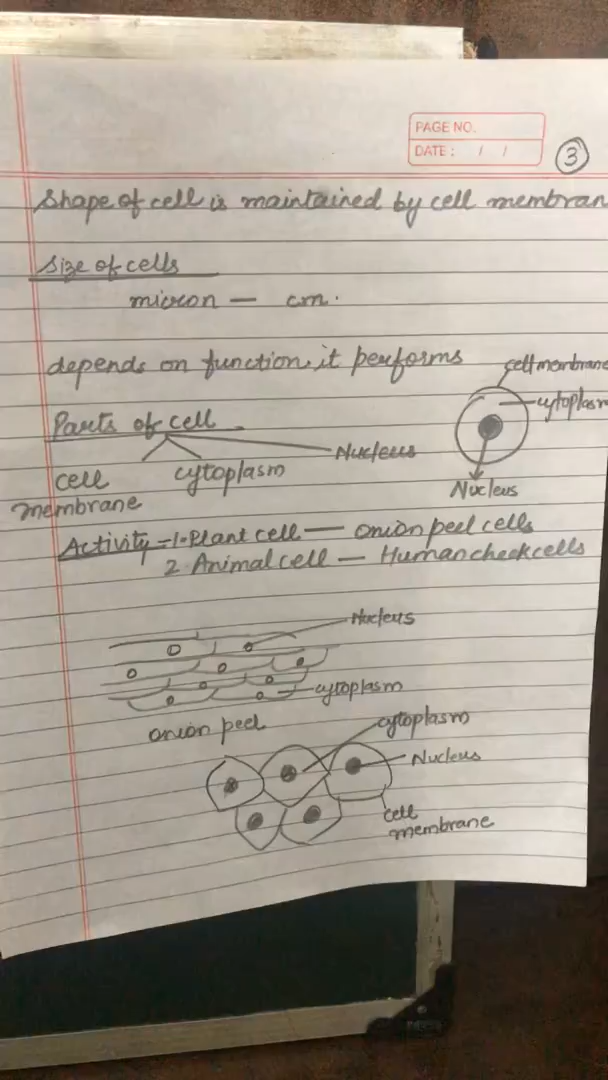 PAGE NO.
DATE : / /
3
Shape of cell is maintained by cell membran
Size of cells
micron — cm.
depends on function it performs
cell membrane
cytoplasm
Nucleus
Parts of cell
Nucleus
cell
membrane
cytoplasm
Activity - 1. Plant cell — onion peel cells
2. Animal cell — Human cheek cells
Nucleus
cytoplasm
onion peel
cytoplasm
Nucleus
cell
membrane